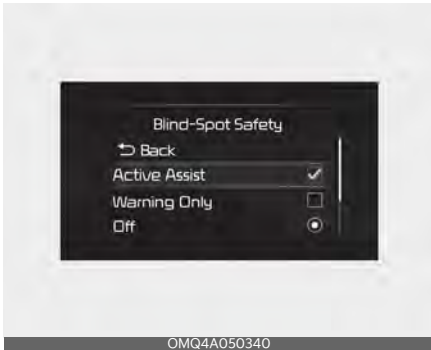 Blind-Spot Safety
Back
Active Assist
Warning Only
Off
OMQ4A050340